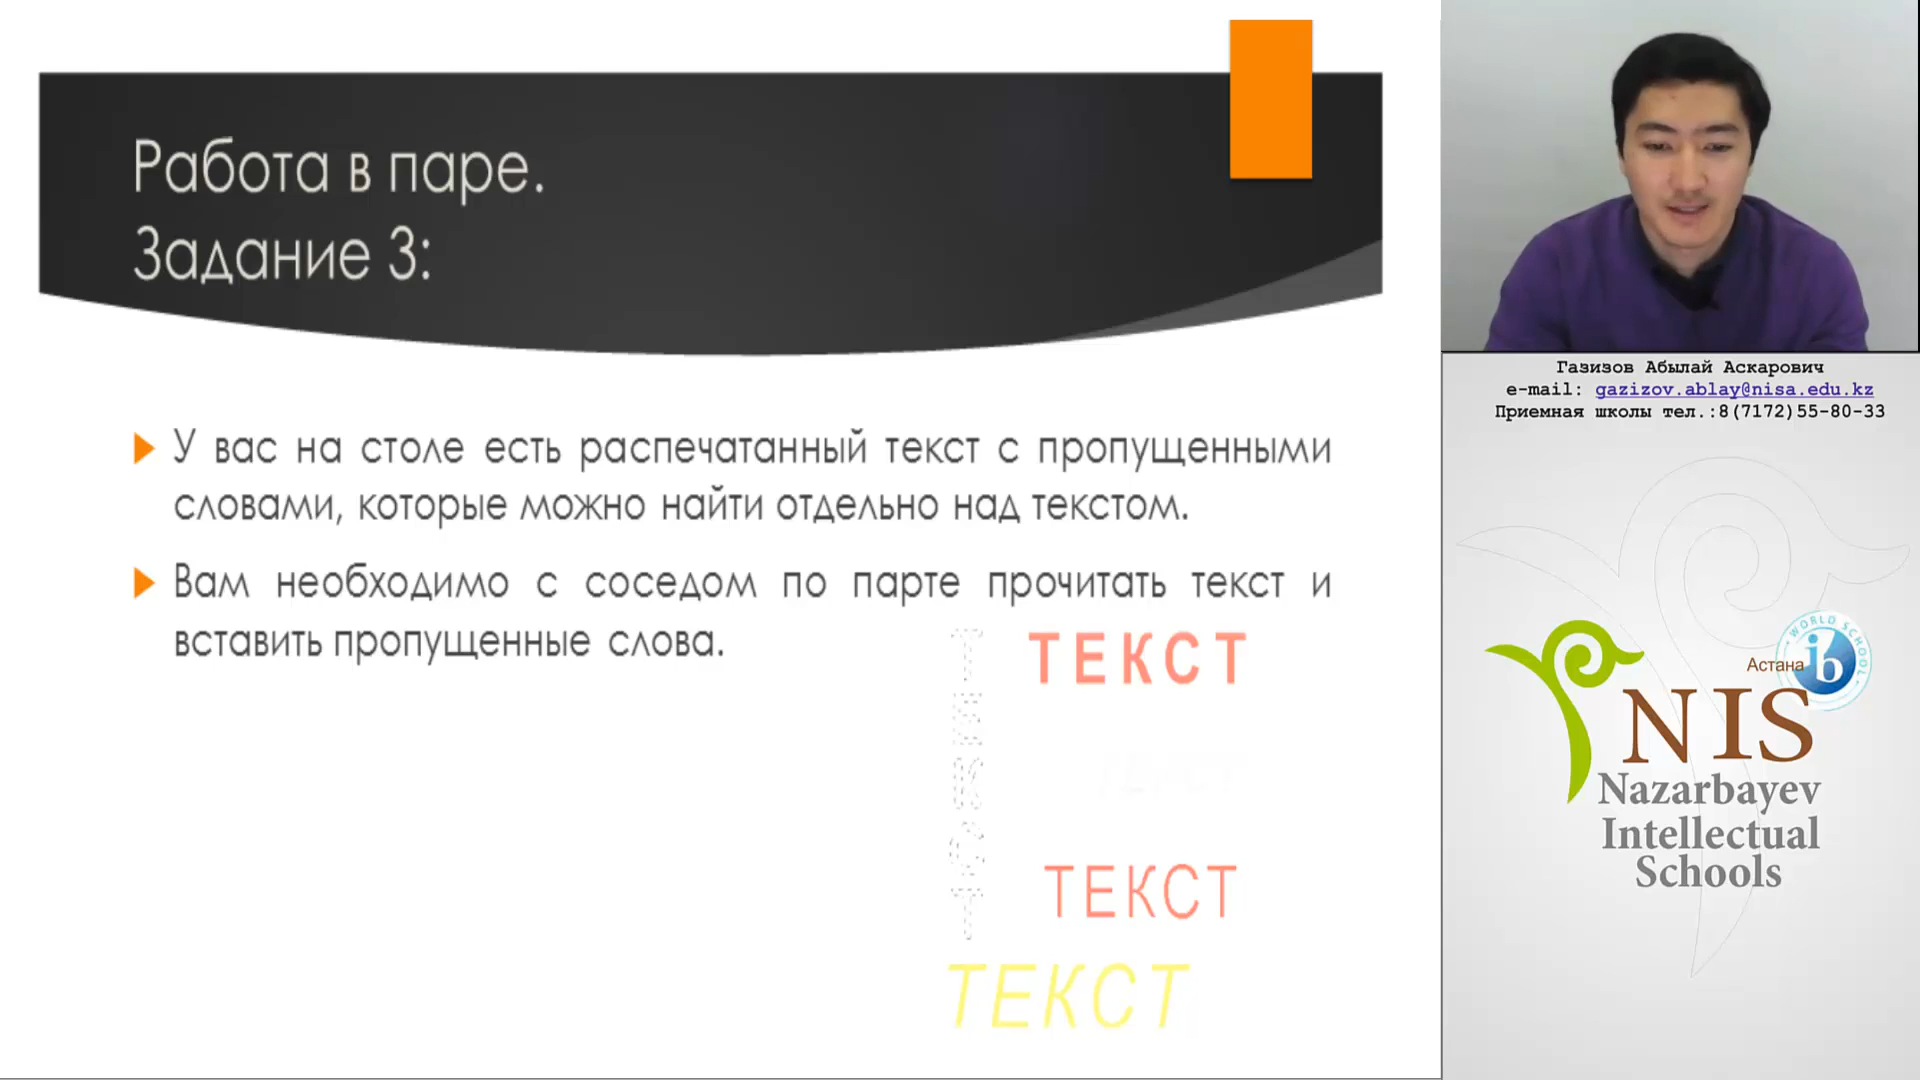 Работа в паре.
Задание 3:
У вас на столе есть распечатанный текст с пропущенными
словами, которые можно найти отдельно над текстом.
Вам необходимо с соседом по парте прочитать текст и
вставить пропущенные слова.
ТЕКСТ
ТЕКСТ
ТЕКСТ
ТЕКСТ
Газизов Абылай Аскарович
e-mail: gazizov.ablay@nisa.edu.kz
Приемная школы тел.:8(7172)55-80-33
WORLD SCHOOL
ib
Астана
NIS
Nazarbayev
Intellectual
Schools